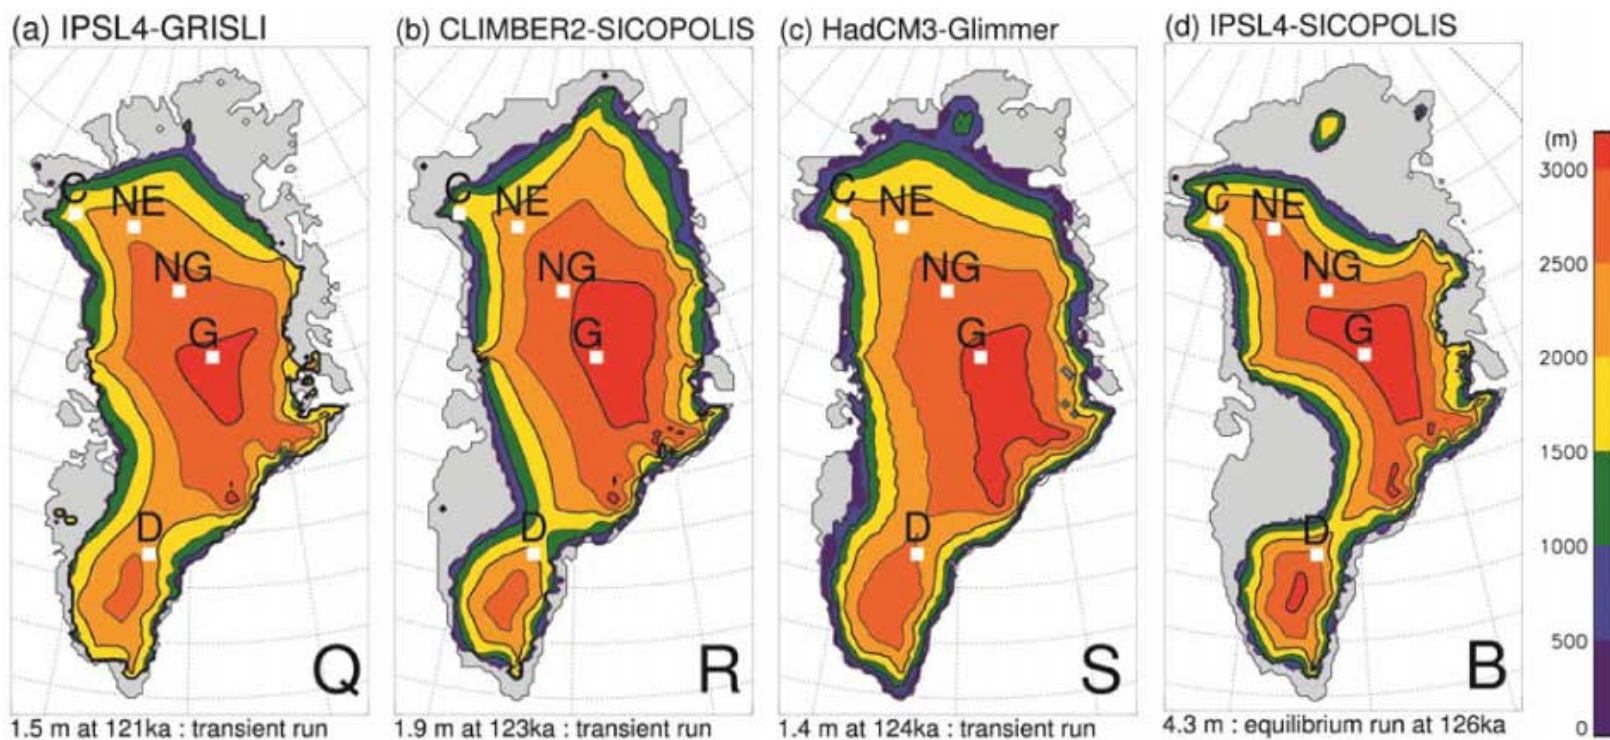 (a) IPSL4-GRISLI
(b) CLIMBER2-SICOPOLIS
(c) HadCM3-Glimmer
(d) IPSL4-SICOPOLIS
C
NE
NG
G
D
Q
C
NE
NG
G
D
R
C
NE
NG
G
D
S
C
NE
NG
G
D
B
(m)
3000
2500
2000
1500
1000
500
0
1.5 m at 121ka : transient run
1.9 m at 123ka : transient run
1.4 m at 124ka : transient run
4.3 m : equilibrium run at 126ka